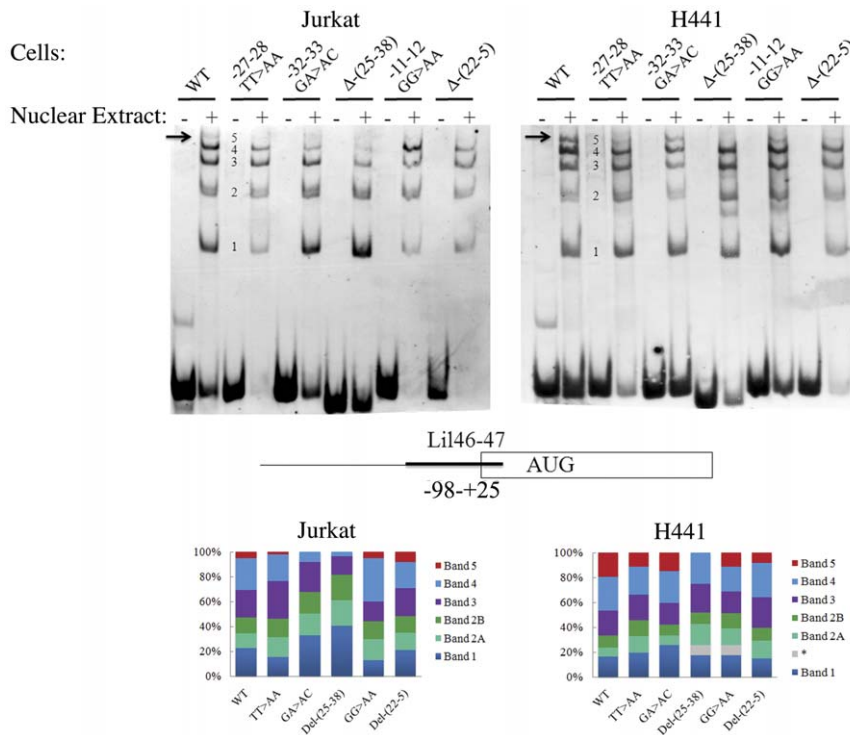 Jurkat H441
Cells:
WT -27-28 TT>AA -32-33 GA>AC Δ-(25-38) -11-12 GG>AA Δ-(22-5) WT -27-28 TT>AA -32-33 GA>AC Δ-(25-38) -11-12 GG>AA Δ-(22-5)
Nuclear Extract: - + - + - + - + - + - + - + - + - + - + - + - +
5 5
4 4
3 3
2 2
1 1
Lil46-47
AUG
-98-+25
Jurkat
100%
80%
60%
40%
20%
0%
WT TT>AA GA>AC Del-(25-38) GG>AA Del-(22-5)
Band 5
Band 4
Band 3
Band 2B
Band 2A
Band 1
H441
100%
80%
60%
40%
20%
0%
WT TT>AA GA>AC Del-(25-38) GG>AA Del-(22-5)
Band 5
Band 4
Band 3
Band 2B
Band 2A
*
Band 1